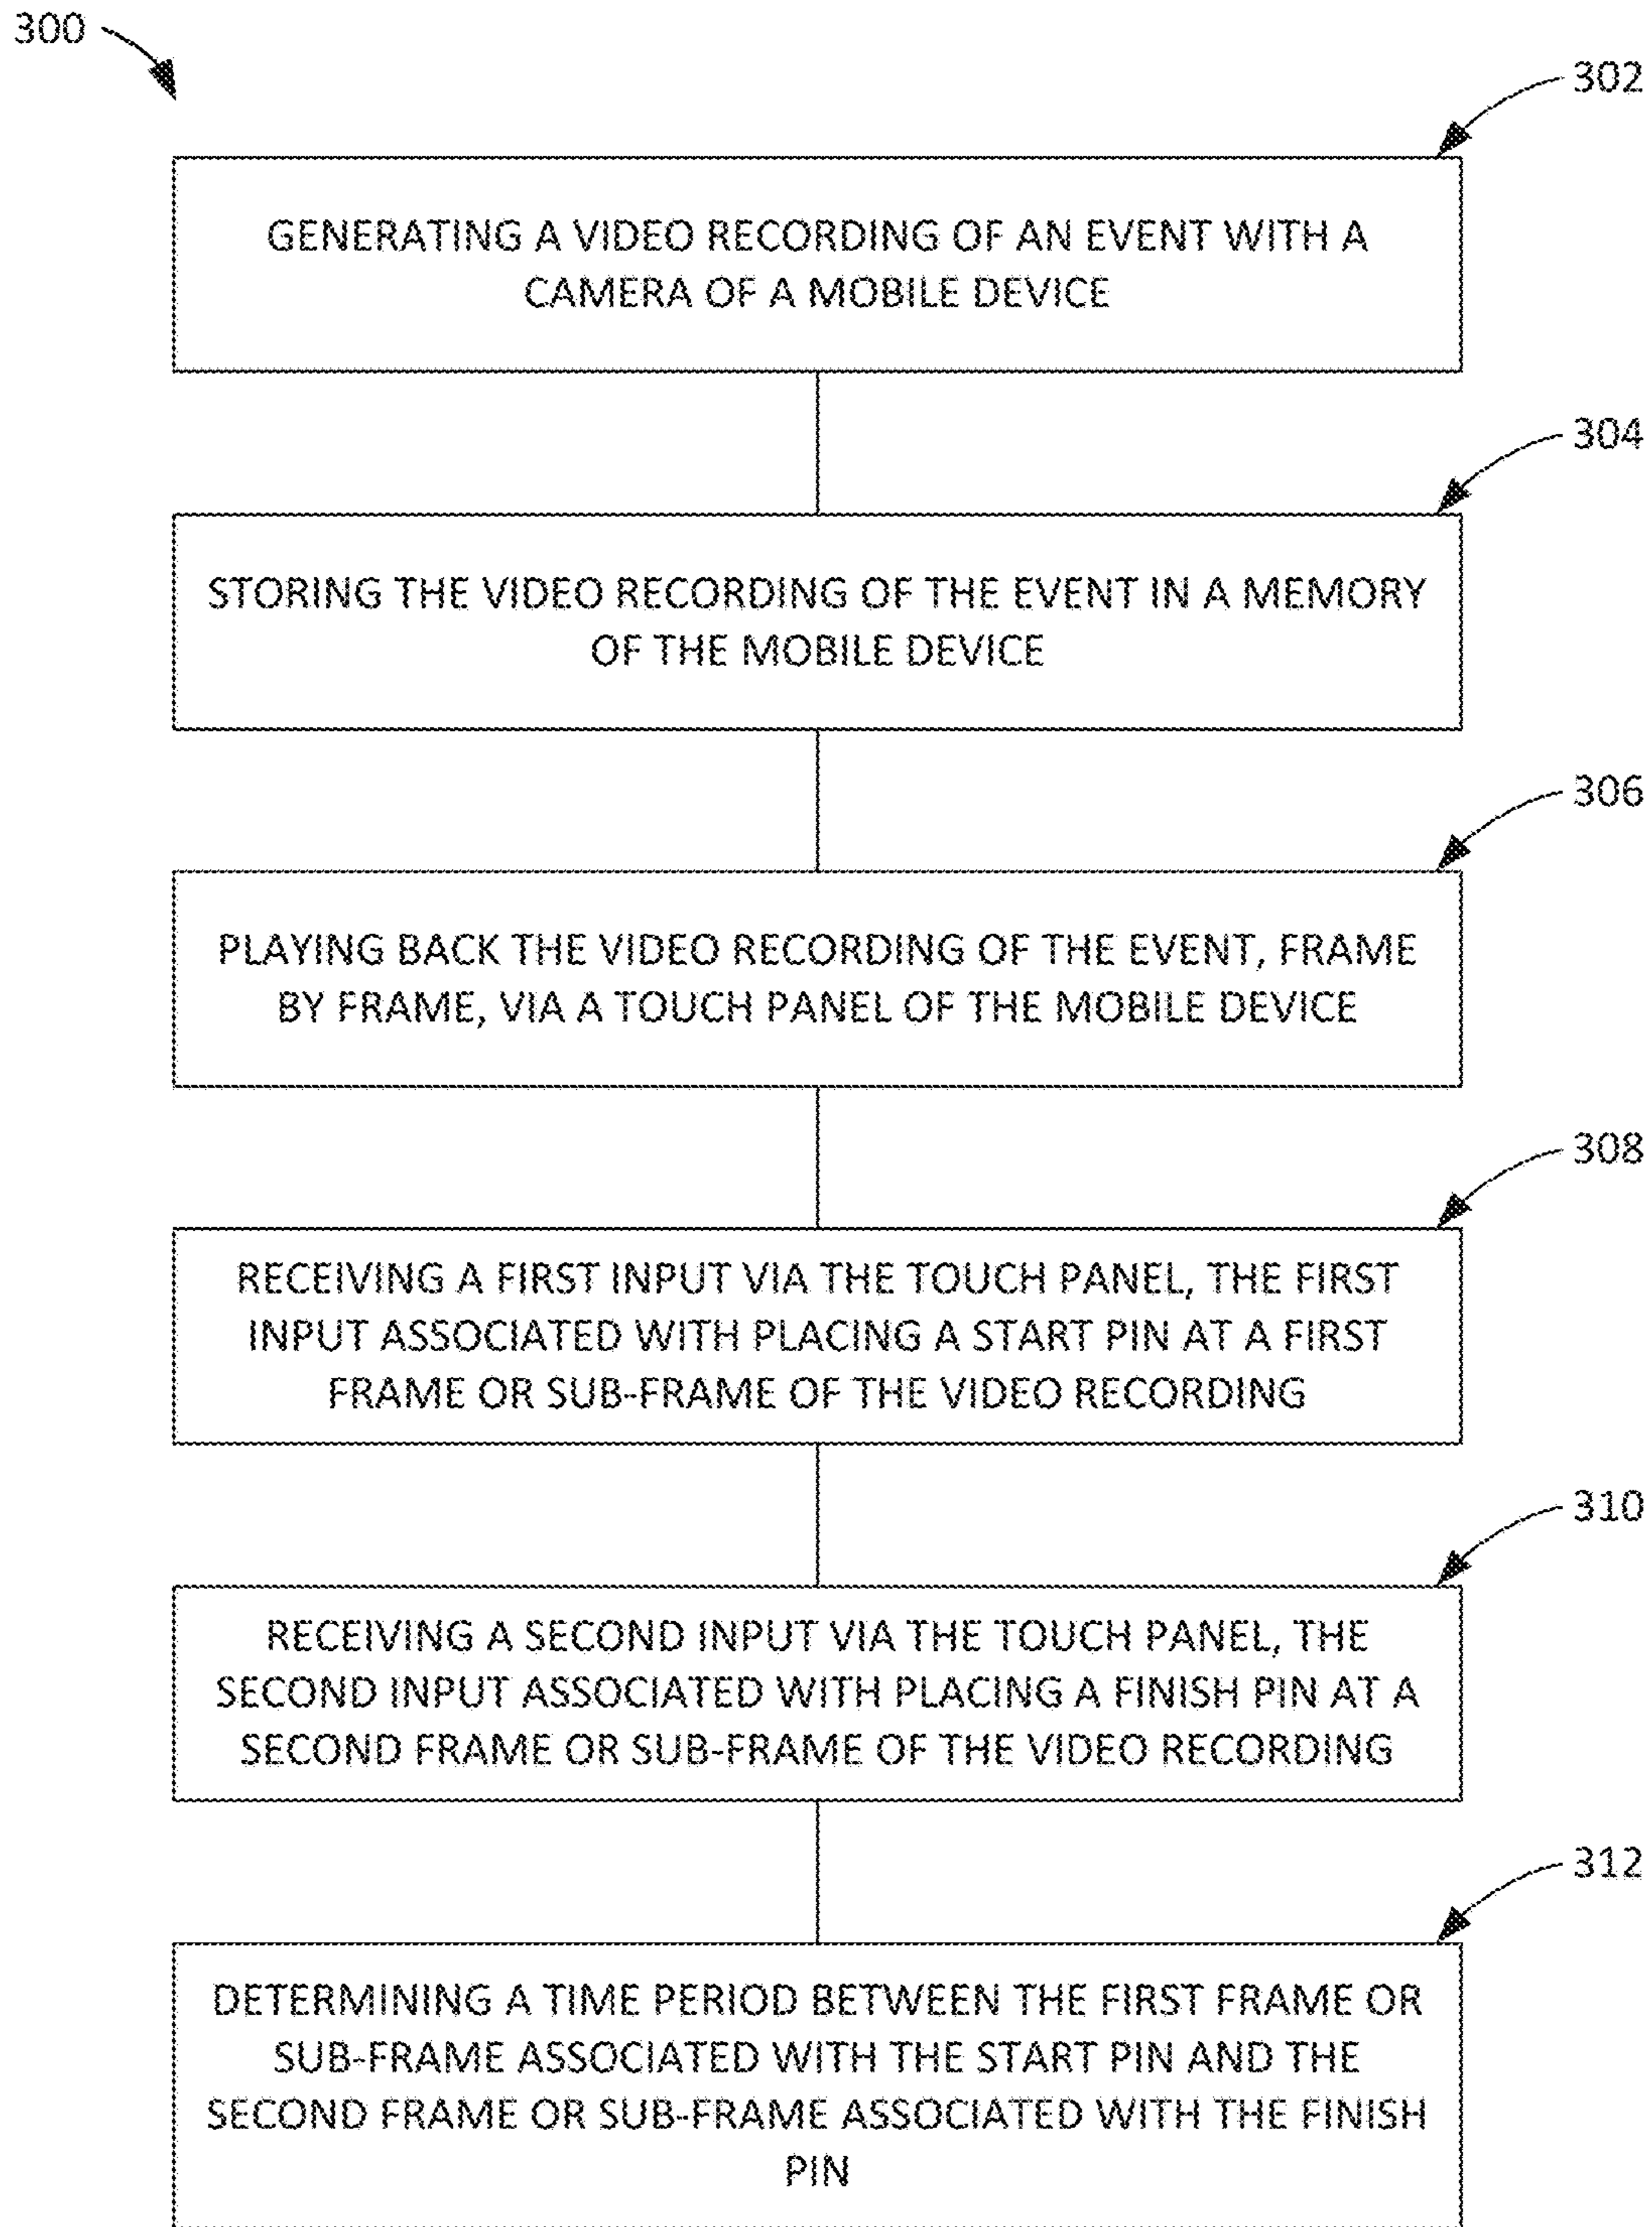 300
302
GENERATING A VIDEO RECORDING OF AN EVENT WITH A
CAMERA OF A MOBILE DEVICE
304
STORING THE VIDEO RECORDING OF THE EVENT IN A MEMORY
OF THE MOBILE DEVICE
306
PLAYING BACK THE VIDEO RECORDING OF THE EVENT, FRAME
BY FRAME, VIA A TOUCH PANEL OF THE MOBILE DEVICE
308
RECEIVING A FIRST INPUT VIA THE TOUCH PANEL, THE FIRST
INPUT ASSOCIATED WITH PLACING A START PIN AT A FIRST
FRAME OR SUB-FRAME OF THE VIDEO RECORDING
310
RECEIVING A SECOND INPUT VIA THE TOUCH PANEL, THE
SECOND INPUT ASSOCIATED WITH PLACING A FINISH PIN AT A
SECOND FRAME OR SUB-FRAME OF THE VIDEO RECORDING
312
DETERMINING A TIME PERIOD BETWEEN THE FIRST FRAME OR
SUB-FRAME ASSOCIATED WITH THE START PIN AND THE
SECOND FRAME OR SUB-FRAME ASSOCIATED WITH THE FINISH
PIN